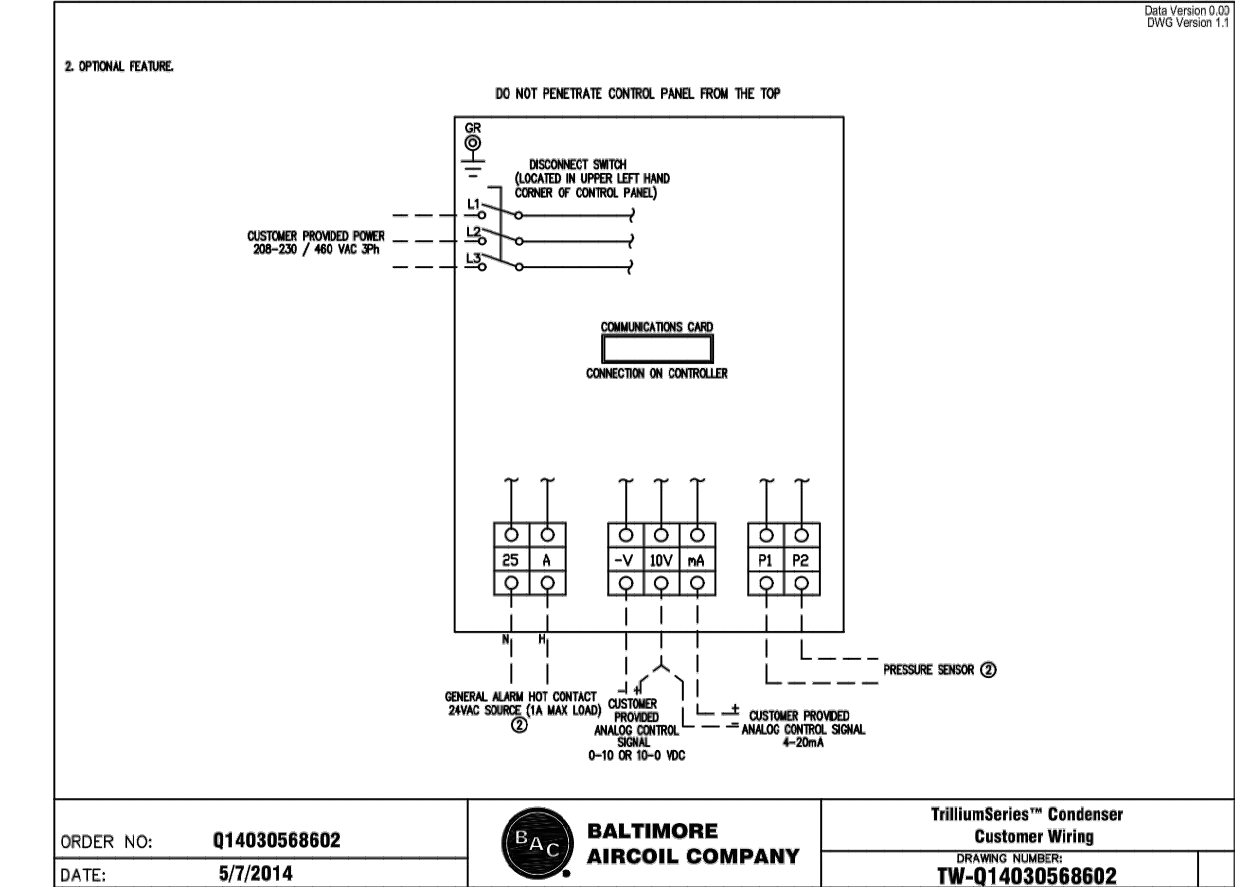 Data Version 0.00
DWG Version 1.1
2. OPTIONAL FEATURE.
DO NOT PENETRATE CONTROL PANEL FROM THE TOP
GR
DISCONNECT SWITCH
(LOCATED IN UPPER LEFT HAND
CORNER OF CONTROL PANEL)
L1
L2
L3
CUSTOMER PROVIDED POWER
208-230 / 460 VAC 3Ph
COMMUNICATIONS CARD
CONNECTION ON CONTROLLER
25 A
-V 10V mA
P1 P2
N H
PRESSURE SENSOR 2
GENERAL ALARM HOT CONTACT
24VAC SOURCE (1A MAX LOAD)
2
- +
CUSTOMER
PROVIDED
ANALOG CONTROL
SIGNAL
0-10 OR 10-0 VDC
+
-
CUSTOMER PROVIDED
ANALOG CONTROL SIGNAL
4-20mA
ORDER NO: Q14030568602
DATE: 5/7/2014
BAC
BALTIMORE
AIRCOIL COMPANY
TrilliumSeries™ Condenser
Customer Wiring
DRAWING NUMBER:
TW-Q14030568602